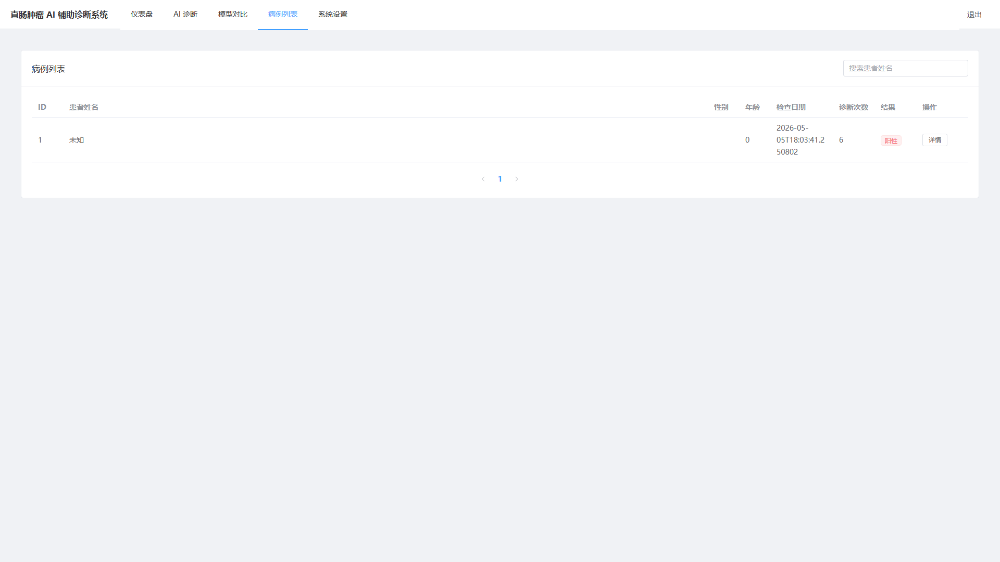 直肠肿瘤 AI 辅助诊断系统 仪表盘 AI 诊断 模型对比 病例列表 系统设置 退出
病例列表 搜索患者姓名
ID 患者姓名 性别 年龄 检查日期 诊断次数 结果 操作
1 未知 0 2026-05-
05T18:03:41.2
50802 6 阳性 详情
1